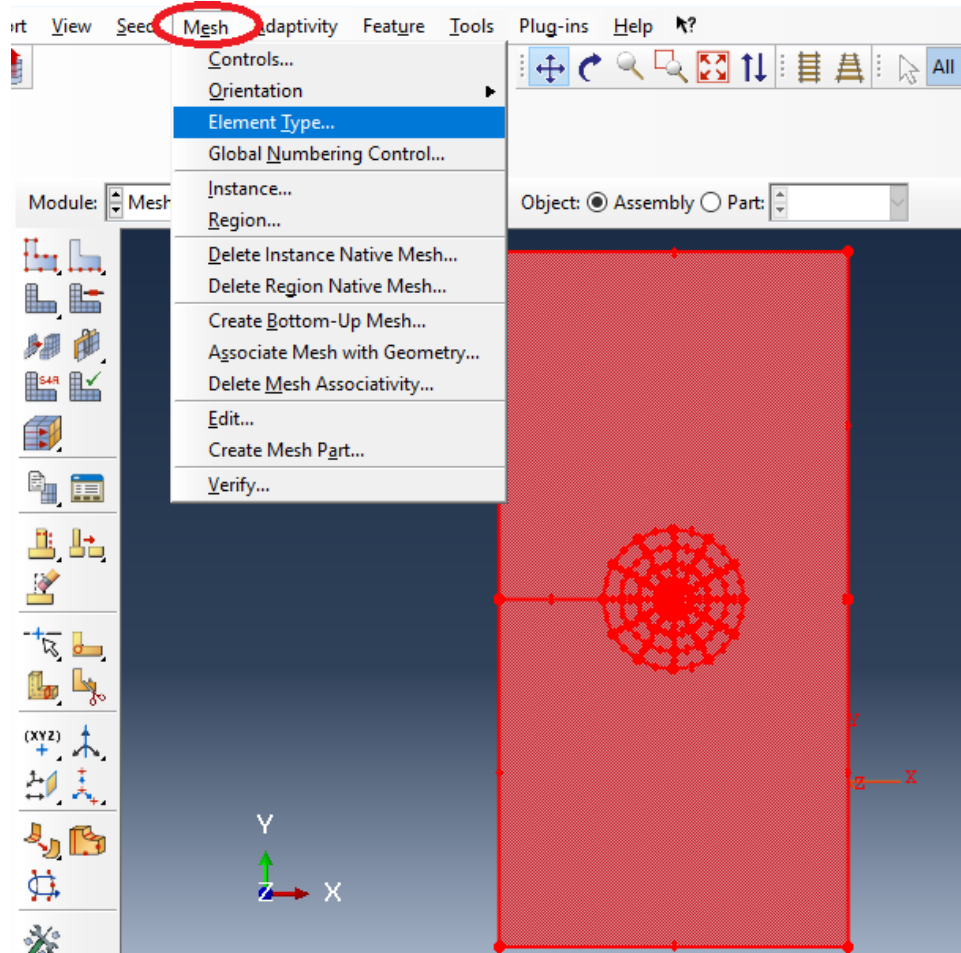 rt View Seed Mesh Adaptivity Feature Tools Plug-ins Help
Controls...
Orientation
Element Type...
Global Numbering Control...
Instance...
Region...
Delete Instance Native Mesh...
Delete Region Native Mesh...
Create Bottom-Up Mesh...
Associate Mesh with Geometry...
Delete Mesh Associativity...
Edit...
Create Mesh Part...
Verify...
All
Module: Mesh Object: Assembly Part:
S4R
(XYZ)
Y
Z X
Y
Z X